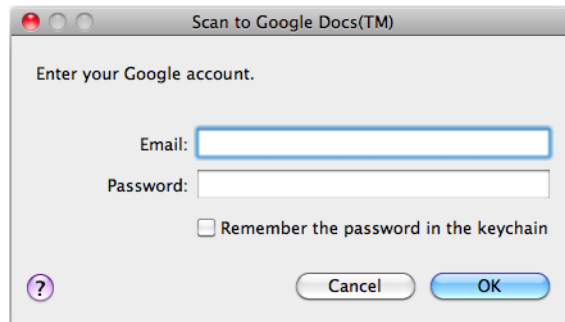 Scan to Google Docs(TM)
Enter your Google account.
Email:
Password:
Remember the password in the keychain
? Cancel OK